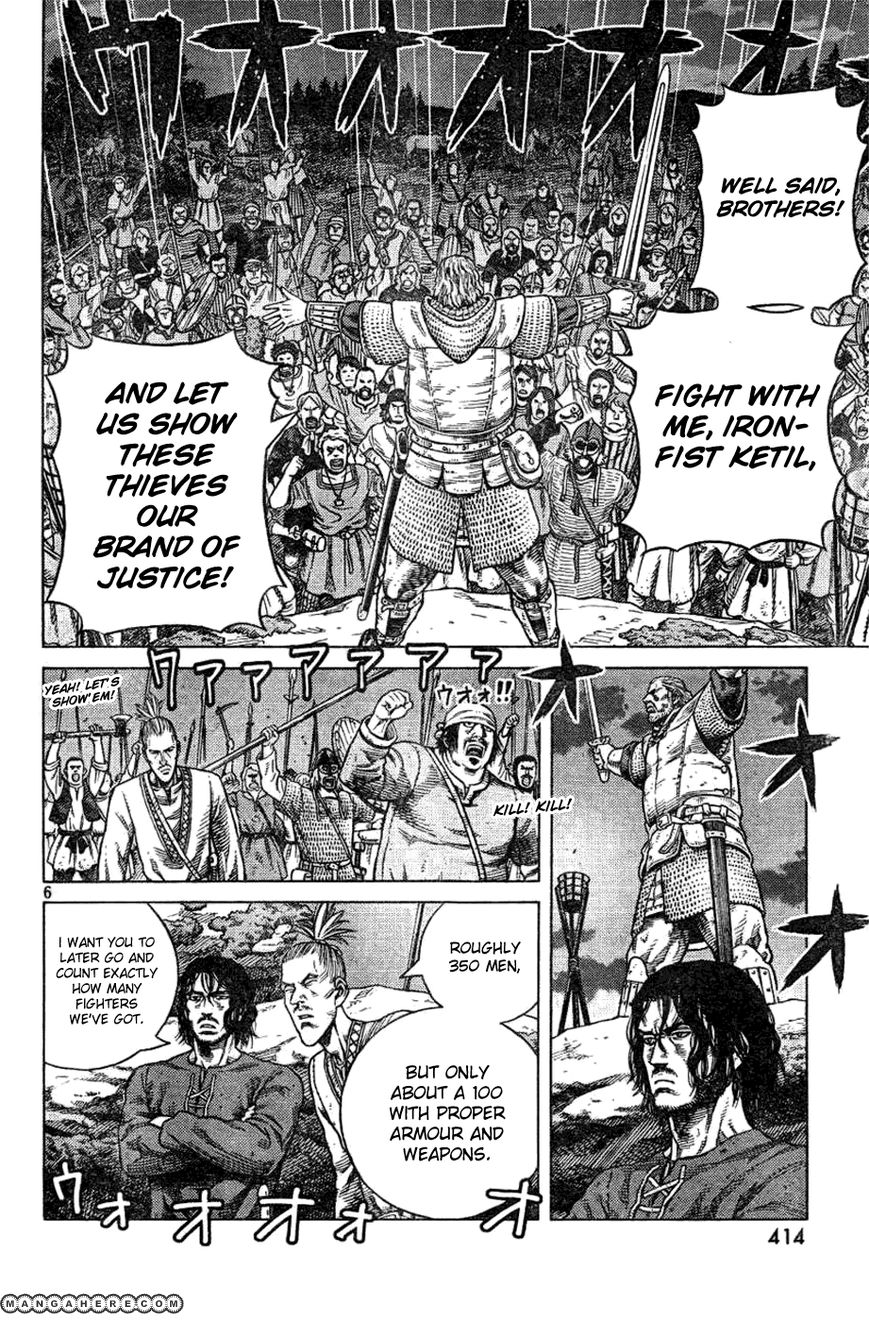 ウオオオオオ
WELL SAID,
BROTHERS!
FIGHT WITH
ME, IRON-
FIST KETIL,
AND LET
US SHOW
THESE
THIEVES
OUR
BRAND OF
JUSTICE!
オオオ
ワアアアアアア
ウオォ!!
YEAH! LET'S
SHOW'EM!
KILL! KILL!
6
ROUGHLY
350 MEN,
BUT ONLY
ABOUT A 100
WITH PROPER
ARMOUR AND
WEAPONS.
I WANT YOU TO
LATER GO AND
COUNT EXACTLY
HOW MANY
FIGHTERS
WE'VE GOT.
ウォオオォオ
414
MANGAHERE.COM